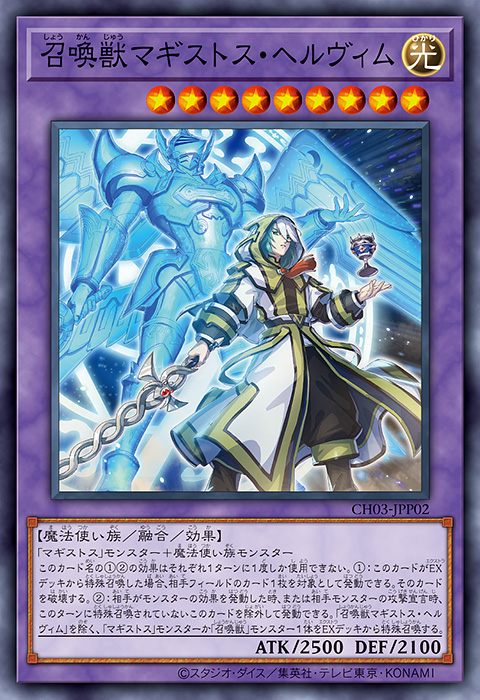 召喚獣マギストス・ヘルヴィム
光
CH03-JPP02
【魔法使い族／融合／効果】
「マギストス」モンスター＋魔法使い族モンスター
このカード名の①②の効果はそれぞれ1ターンに1度しか使用できない。①：このカードがEX
デッキから特殊召喚した場合、相手フィールドのカード1枚を対象として発動できる。そのカード
を破壊する。②：相手がモンスターの効果を発動した時、または相手モンスターの攻撃宣言時、
このターンに特殊召喚されていないこのカードを除外して発動できる。「召喚獣マギストス・ヘル
ヴィム」を除く、「マギストス」モンスターか「召喚獣」モンスター1体をEXデッキから特殊召喚する。
ATK/2500 DEF/2100
©スタジオ・ダイス／集英社・テレビ東京・KONAMI